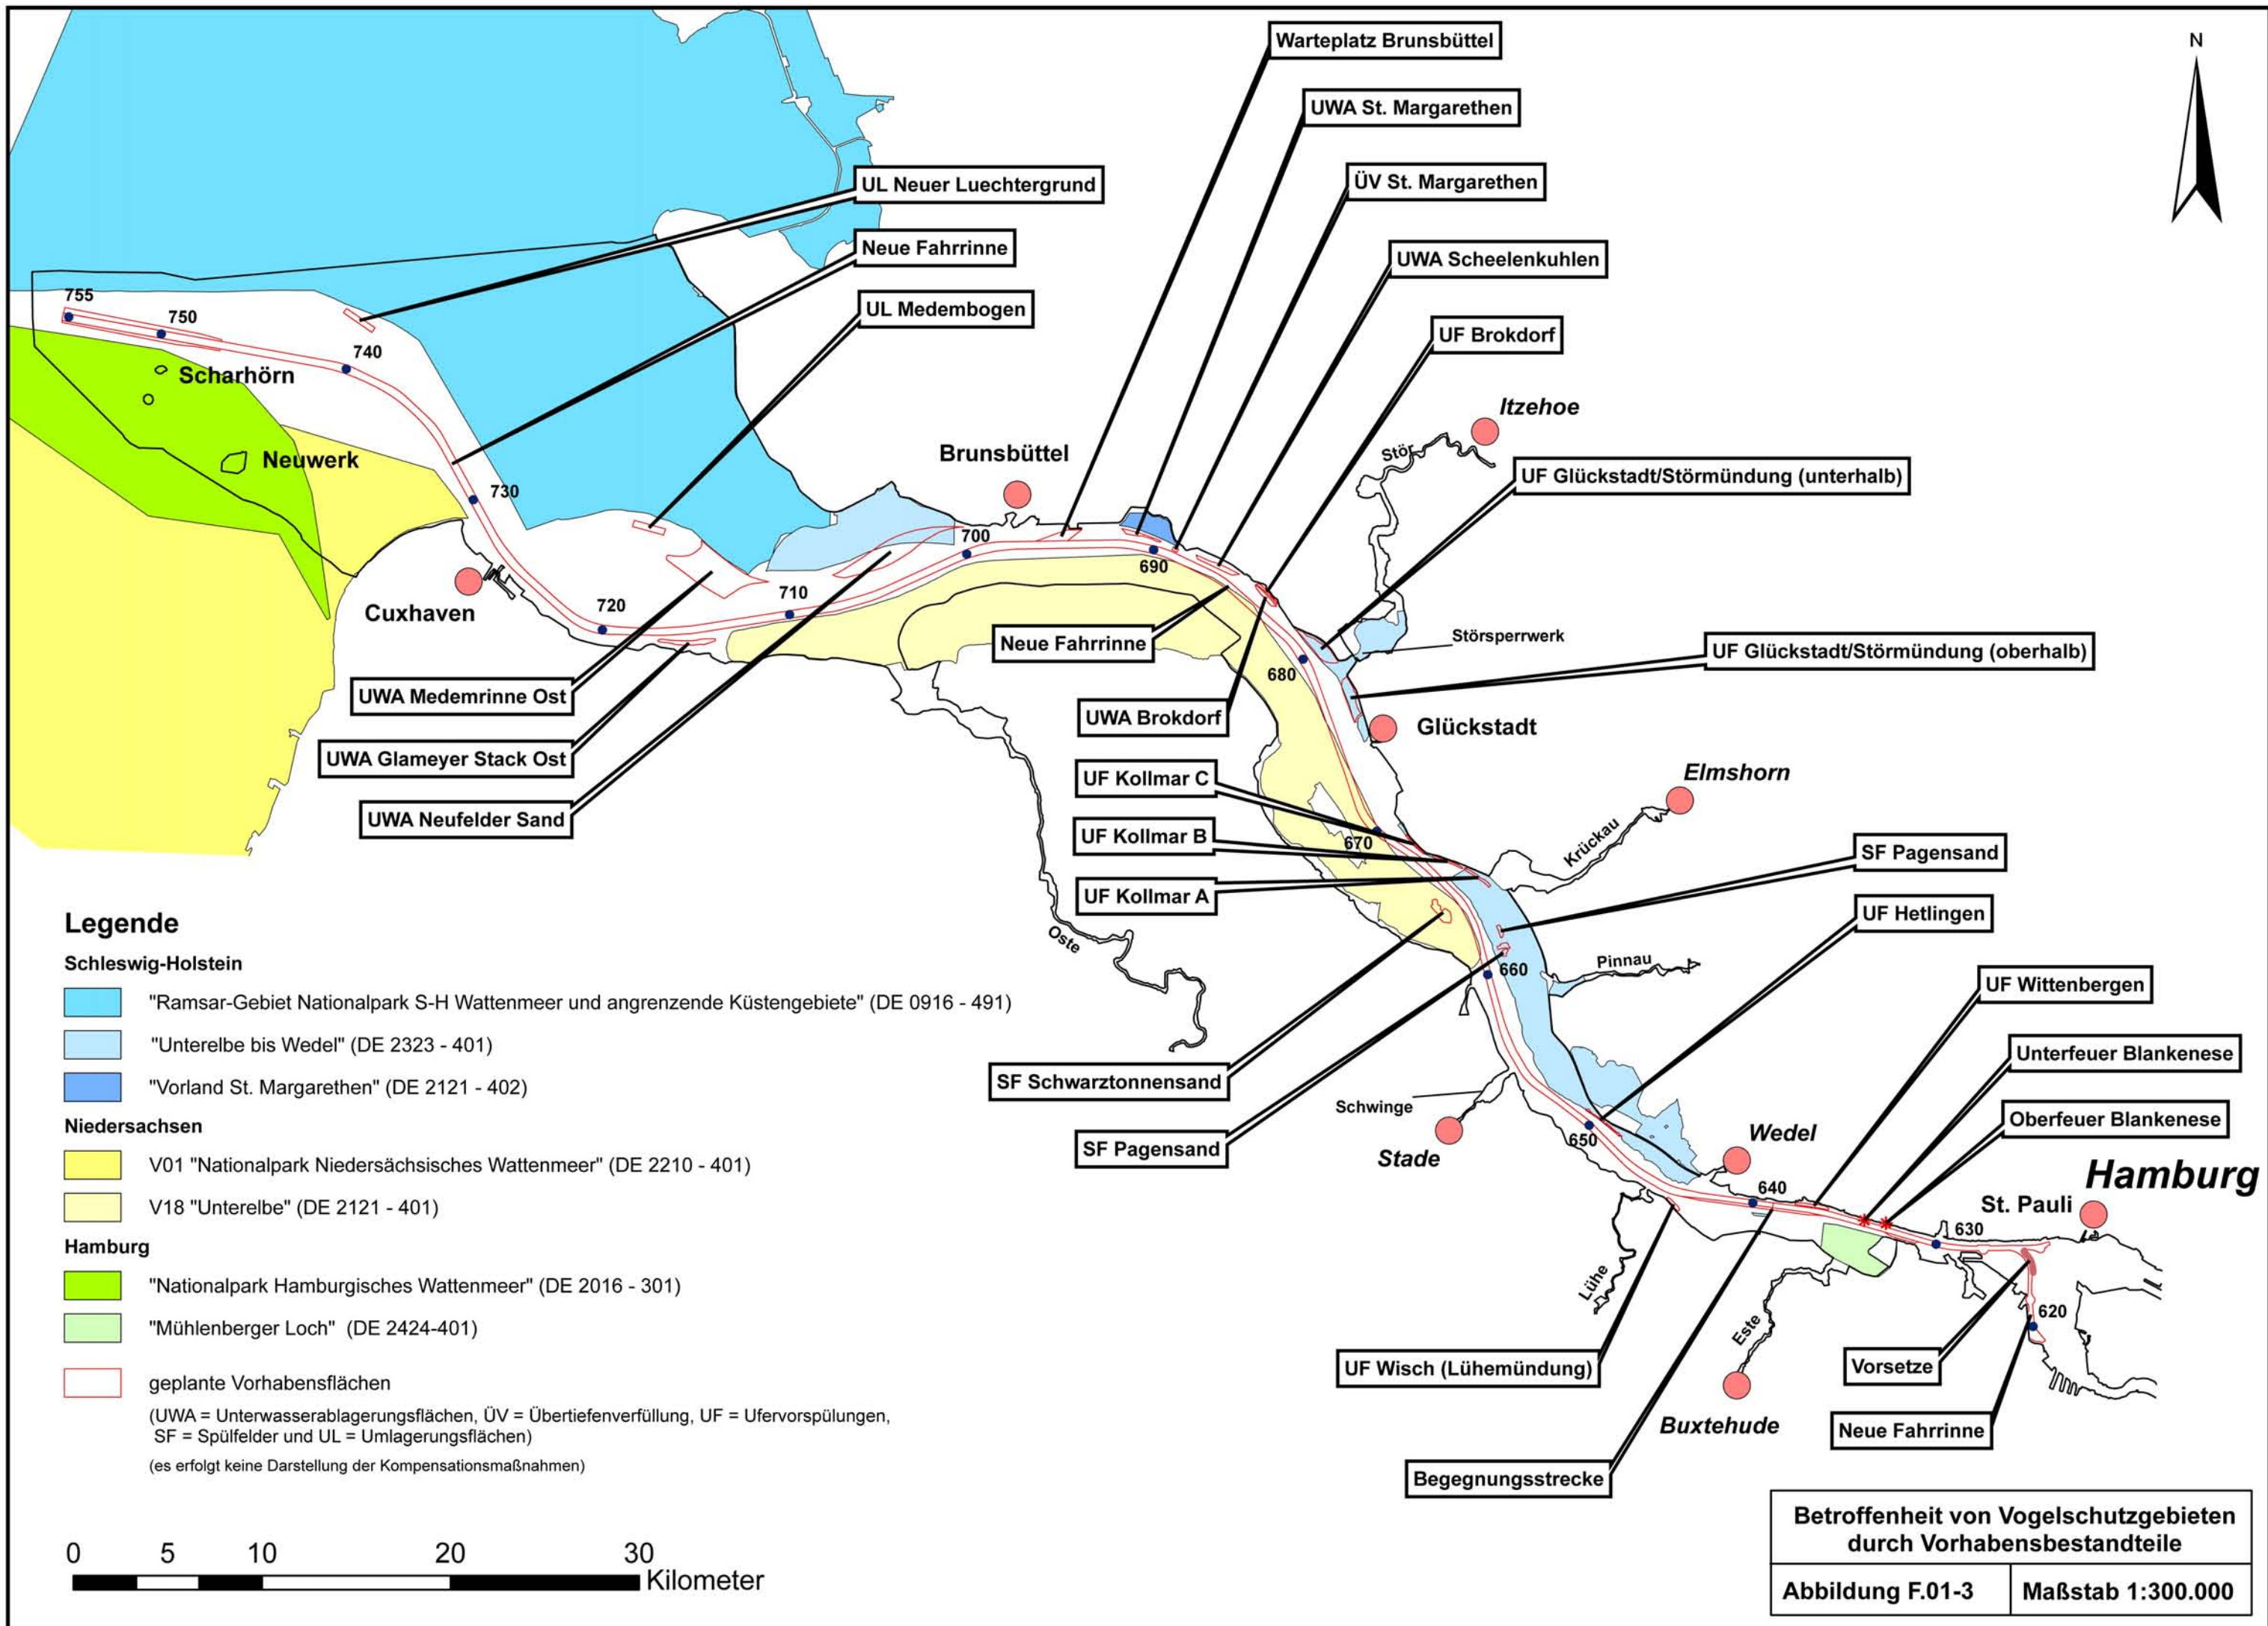 N
Warteplatz Brunsbüttel
UWA St. Margarethen
ÜV St. Margarethen
UL Neuer Luechtergrund
Neue Fahrrinne
UWA Scheelenkuhlen
UL Medembogen
UF Brokdorf
755
750
740
Scharhörn
Neuwerk
730
Itzehoe
Stör
Brunsbüttel
UF Glückstadt/Störmündung (unterhalb)
700
690
Cuxhaven
720
710
Neue Fahrrinne
Störsperrwerk
UF Glückstadt/Störmündung (oberhalb)
680
UWA Medemrinne Ost
UWA Brokdorf
Glückstadt
UWA Glameyer Stack Ost
UF Kollmar C
Elmshorn
UWA Neufelder Sand
UF Kollmar B
670
Krückau
SF Pagensand
UF Kollmar A
UF Hetlingen
Oste
Pinnau
660
UF Wittenbergen
SF Schwarztonnensand
Unterfeuer Blankenese
Schwinge
Oberfeuer Blankenese
SF Pagensand
Stade
650
Wedel
Hamburg
640
St. Pauli
630
Lühe
Este
620
UF Wisch (Lühemündung)
Vorsetze
Buxtehude
Neue Fahrrinne
Begegnungsstrecke
Legende
Schleswig-Holstein
"Ramsar-Gebiet Nationalpark S-H Wattenmeer und angrenzende Küstengebiete" (DE 0916 - 491)
"Unterelbe bis Wedel" (DE 2323 - 401)
"Vorland St. Margarethen" (DE 2121 - 402)
Niedersachsen
V01 "Nationalpark Niedersächsisches Wattenmeer" (DE 2210 - 401)
V18 "Unterelbe" (DE 2121 - 401)
Hamburg
"Nationalpark Hamburgisches Wattenmeer" (DE 2016 - 301)
"Mühlenberger Loch" (DE 2424-401)
geplante Vorhabensflächen
(UWA = Unterwasserablagerungsflächen, ÜV = Übertiefenverfüllung, UF = Ufervorspülungen,
SF = Spülfelder und UL = Umlagerungsflächen)
(es erfolgt keine Darstellung der Kompensationsmaßnahmen)
0 5 10 20 30
Kilometer
Betroffenheit von Vogelschutzgebieten
durch Vorhabensbestandteile
Abbildung F.01-3
Maßstab 1:300.000